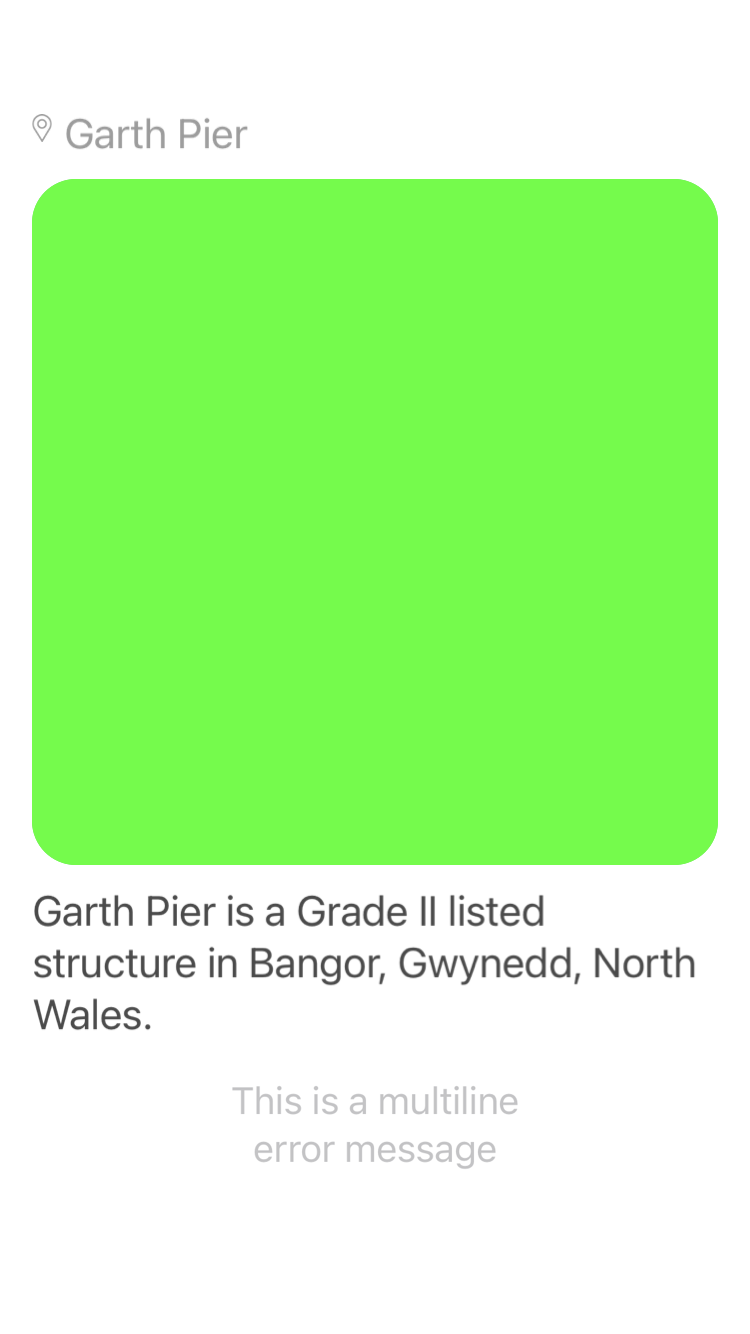 Garth Pier
Garth Pier is a Grade II listed
structure in Bangor, Gwynedd, North
Wales.
This is a multiline
error message